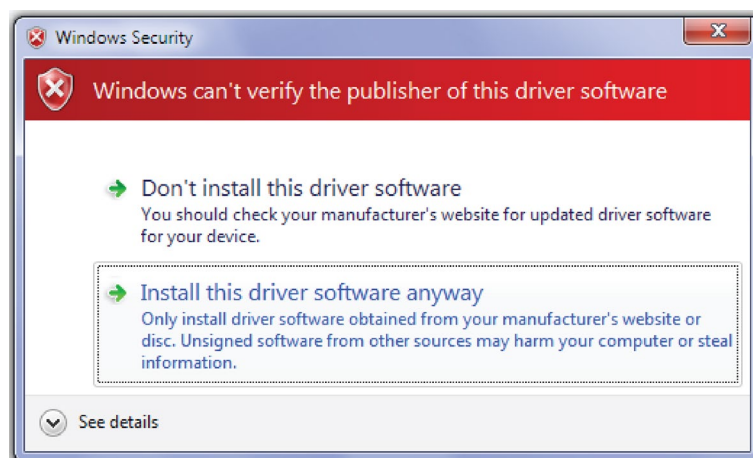 Windows Security
Windows can't verify the publisher of this driver software
Don't install this driver software
You should check your manufacturer's website for updated driver software
for your device.
Install this driver software anyway
Only install driver software obtained from your manufacturer's website or
disc. Unsigned software from other sources may harm your computer or steal
information.
See details